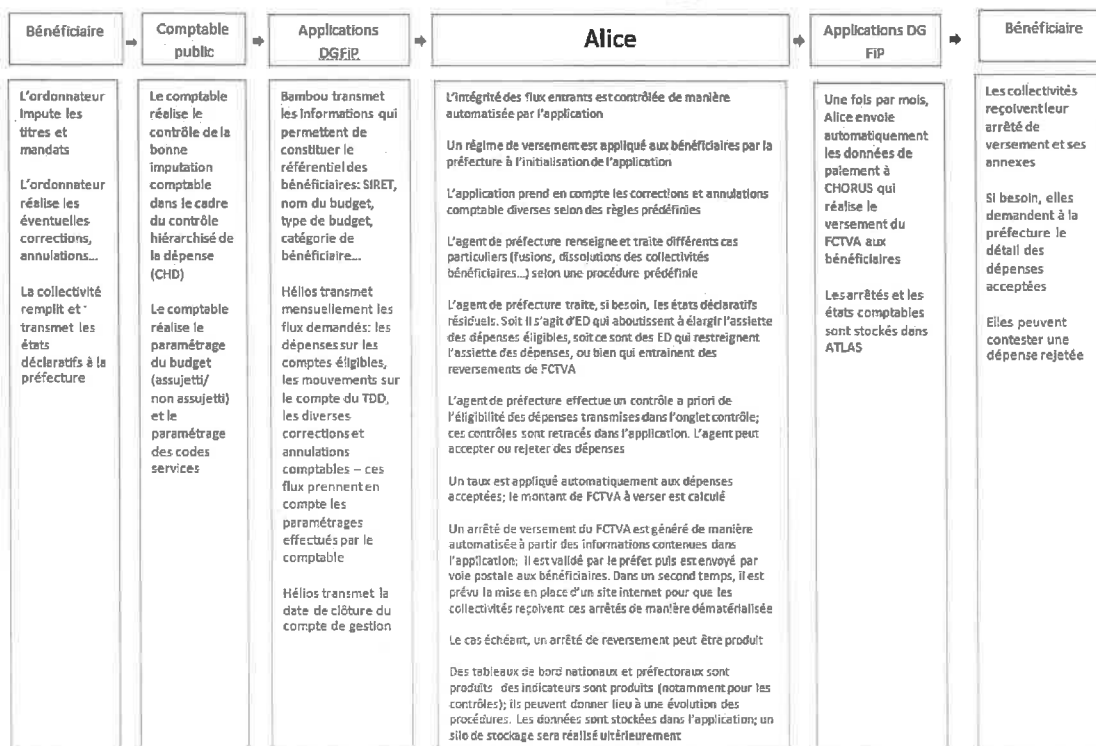 Bénéficiaire
Comptable
public
Applications
DGFiP
Alice
Applications DG
FiP
Bénéficiaire
L'ordonnateur
impute les
titres et
mandats
L'ordonnateur
réalise les
éventuelles
corrections,
annulations...
La collectivité
remplit et
transmet les
états
déclaratifs à la
préfecture
Le comptable
réalise le
contrôle de la
bonne
imputation
comptable
dans le cadre
du contrôle
hiérarchisé de
la dépense
(CHD)
Le comptable
réalise le
paramétrage
du budget
(assujetti/
non assujetti)
et le
paramétrage
des codes
services
Bambou transmet
les informations qui
permettent de
constituer le
référentiel des
bénéficiaires: SIRET,
nom du budget,
type de budget,
catégorie de
bénéficiaire...
Hélios transmet
mensuellement les
flux demandés: les
dépenses sur les
comptes éligibles,
les mouvements sur
le compte du TDD,
les diverses
corrections et
annulations
comptables – ces
flux prennent en
compte les
paramétrages
effectués par le
comptable
Hélios transmet la
date de clôture du
compte de gestion
L'intégrité des flux entrants est contrôlée de manière
automatisée par l'application
Un régime de versement est appliqué aux bénéficiaires par la
préfecture à l'initialisation de l'application
L'application prend en compte les corrections et annulations
comptable diverses selon des règles prédéfinies
L'agent de préfecture renseigne et traite différents cas
particuliers (fusions, dissolutions des collectivités
bénéficiaires...) selon une procédure prédéfinie
L'agent de préfecture traite, si besoin, les états déclaratifs
résiduels. Soit il s'agit d'ED qui aboutissent à élargir l'assiette
des dépenses éligibles, soit ce sont des ED qui restreignent
l'assiette des dépenses, ou bien qui entrainent des
reversements de FCTVA
L'agent de préfecture effectue un contrôle a priori de
l'éligibilité des dépenses transmises dans l'onglet contrôle;
ces contrôles sont retracés dans l'application. L'agent peut
accepter ou rejeter des dépenses
Un taux est appliqué automatiquement aux dépenses
acceptées; le montant de FCTVA à verser est calculé
Un arrêté de versement du FCTVA est généré de manière
automatisée à partir des informations contenues dans
l'application; il est validé par le préfet puis est envoyé par
voie postale aux bénéficiaires. Dans un second temps, il est
prévu la mise en place d'un site internet pour que les
collectivités reçoivent ces arrêtés de manière dématérialisée
Le cas échéant, un arrêté de reversement peut être produit
Des tableaux de bord nationaux et préfectoraux sont
produits des indicateurs sont produits (notamment pour les
contrôles); ils peuvent donner lieu à une évolution des
procédures. Les données sont stockées dans l'application; un
silo de stockage sera réalisé ultérieurement
Une fois par mois,
Alice envoie
automatiquement
les données de
paiement à
CHORUS qui
réalise le
versement du
FCTVA aux
bénéficiaires
Les arrêtés et les
états comptables
sont stockés dans
ATLAS
Les collectivités
reçoivent leur
arrêté de
versement et ses
annexes
Si besoin, elles
demandent à la
préfecture le
détail des
dépenses
acceptées
Elles peuvent
contester une
dépense rejetée